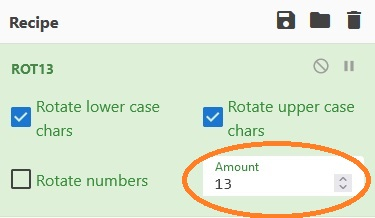 Recipe
ROT13
Rotate lower case
chars
Rotate upper case
chars
Rotate numbers
Amount
13